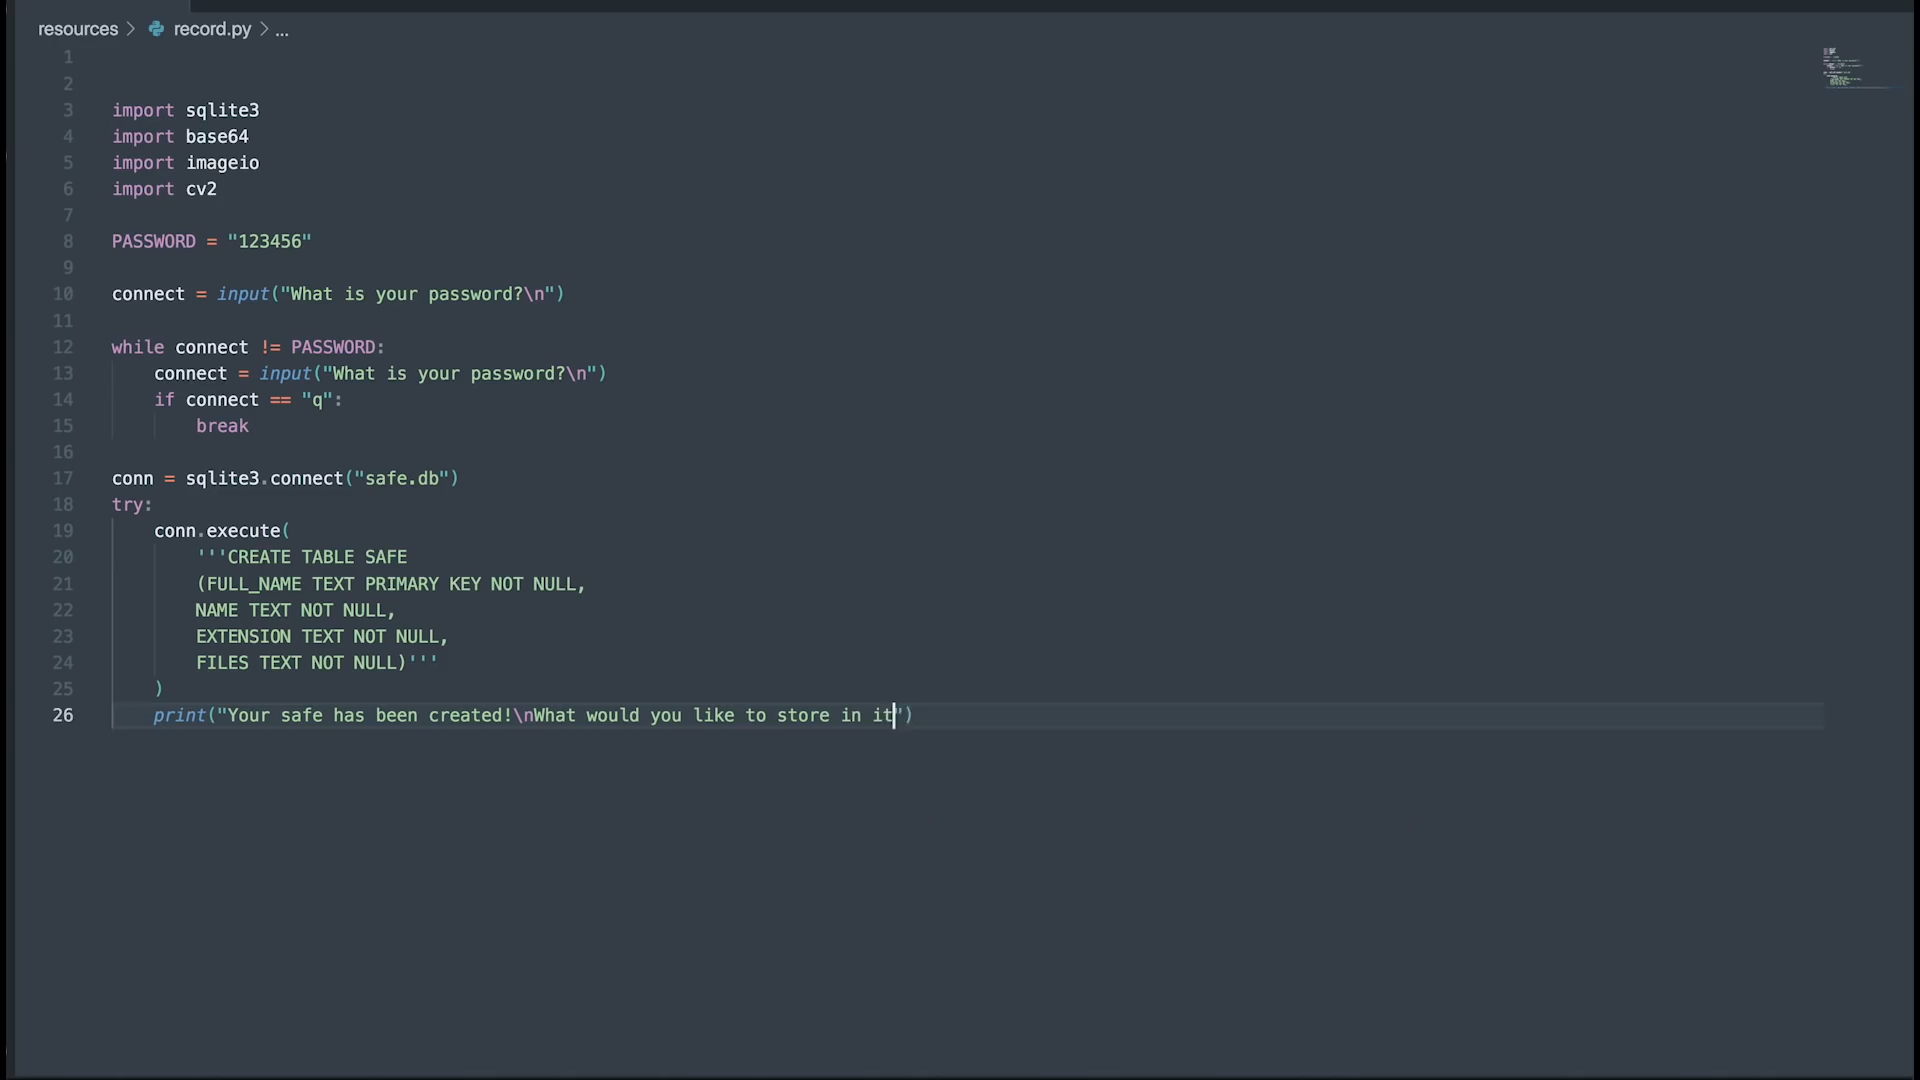 resources > record.py > ...
1
2
3 import sqlite3
4 import base64
5 import imageio
6 import cv2
7
8 PASSWORD = "123456"
9
10 connect = input("What is your password?\n")
11
12 while connect != PASSWORD:
13     connect = input("What is your password?\n")
14     if connect == "q":
15         break
16
17 conn = sqlite3.connect("safe.db")
18 try:
19     conn.execute(
20         '''CREATE TABLE SAFE
21         (FULL_NAME TEXT PRIMARY KEY NOT NULL,
22         NAME TEXT NOT NULL,
23         EXTENSION TEXT NOT NULL,
24         FILES TEXT NOT NULL)'''
25     )
26     print("Your safe has been created!\nWhat would you like to store in it")